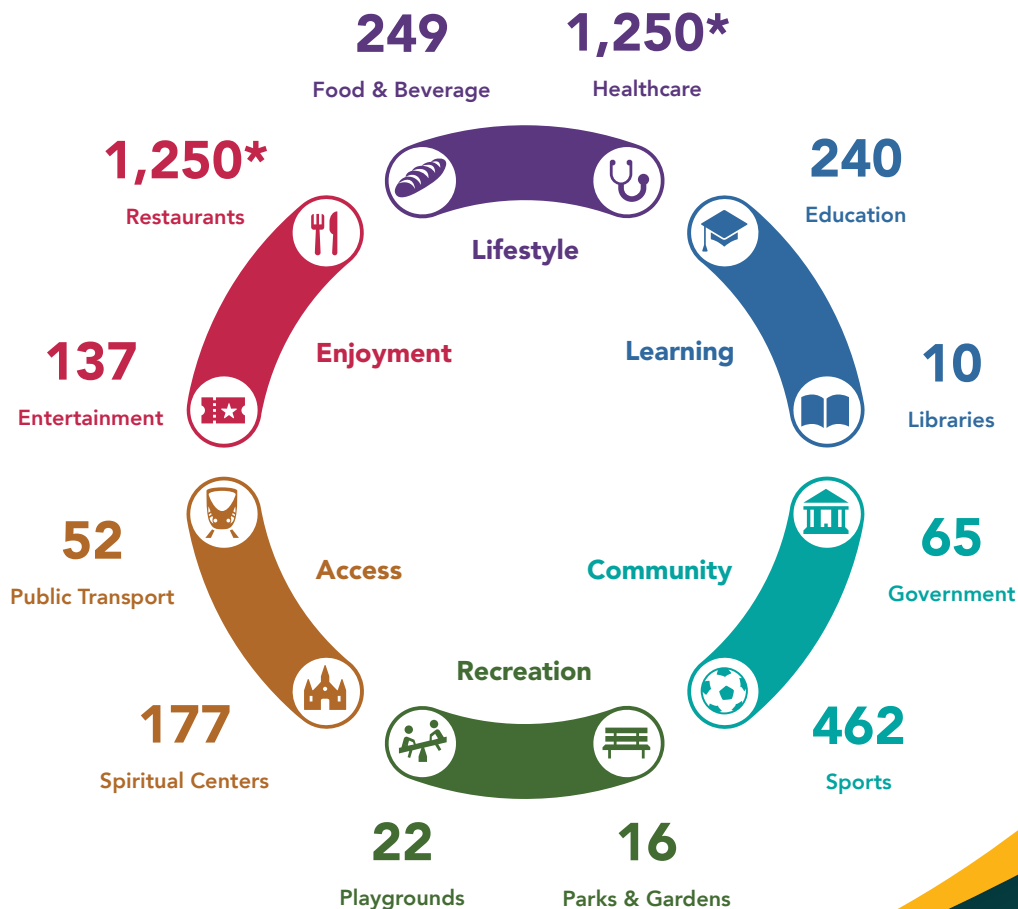 249
Food & Beverage
1,250*
Healthcare
1,250*
Restaurants
240
Education
Lifestyle
Enjoyment
Learning
137
Entertainment
10
Libraries
52
Public Transport
Access
Community
65
Government
Recreation
177
Spiritual Centers
462
Sports
22
Playgrounds
16
Parks & Gardens